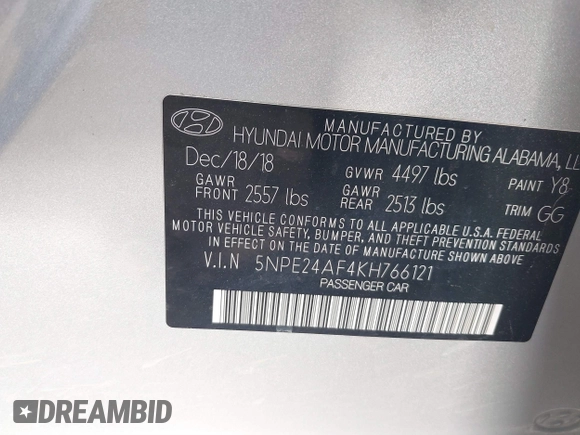 MANUFACTURED BY
HYUNDAI MOTOR MANUFACTURING ALABAMA, LL
Dec/18/18 GVWR 4497 lbs PAINT Y8-
GAWR FRONT 2557 lbs GAWR REAR 2513 lbs TRIM GG
THIS VEHICLE CONFORMS TO ALL APPLICABLE U.S.A. FEDERAL
MOTOR VEHICLE SAFETY, BUMPER, AND THEFT PREVENTION STANDARDS
IN EFFECT ON THE DATE OF MANUFACTURE SHOWN ABOVE.
V.I.N 5NPE24AF4KH766121
PASSENGER CAR
DREAMBID